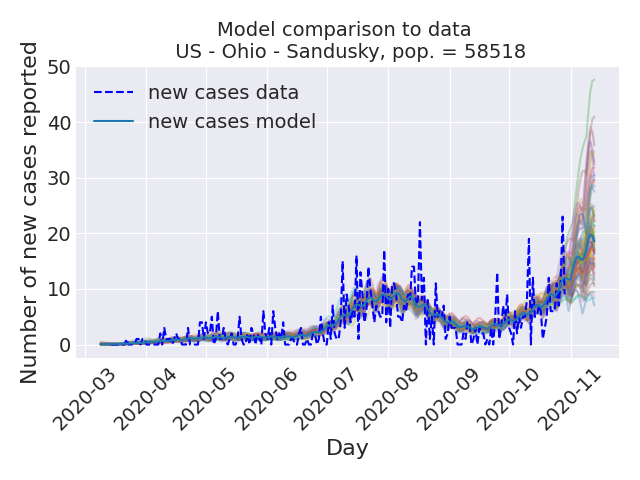 Model comparison to data
US - Ohio - Sandusky, pop. = 58518
Number of new cases reported
50
40
30
20
10
0
new cases data
new cases model
2020-03
2020-04
2020-05
2020-06
2020-07
2020-08
2020-09
2020-10
2020-11
Day